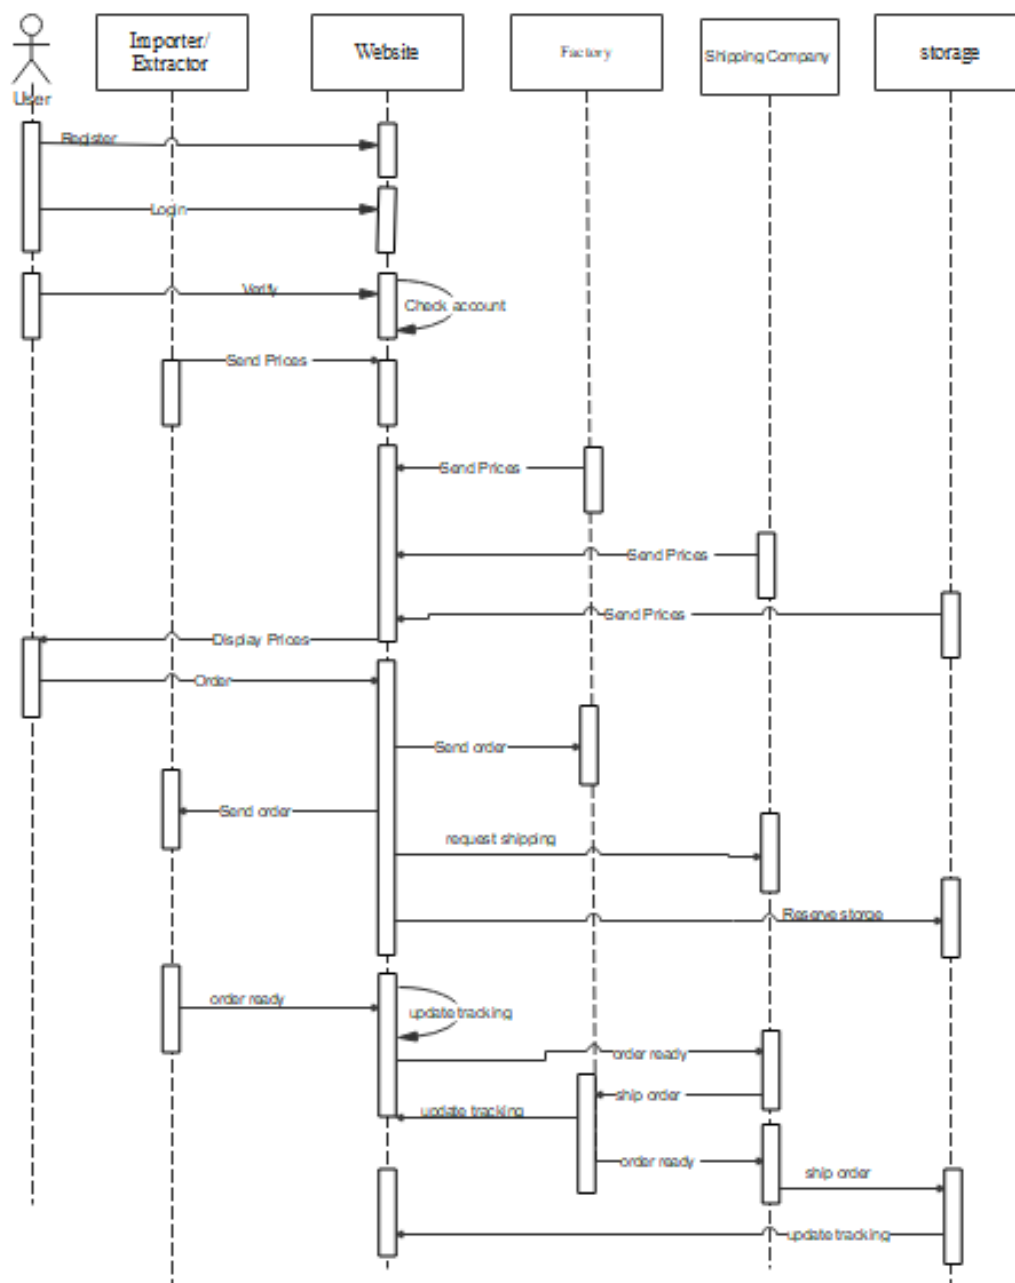 Importer/
Extractor
Website
Factory
Shipping Company
storage
User
Register
Login
Verify
Check account
Send Prices
Send Prices
Send Prices
Send Prices
Display Prices
Order
Send order
Send order
request shipping
Reserve storge
order ready
update tracking
order ready
ship order
update tracking
order ready
ship order
update tracking